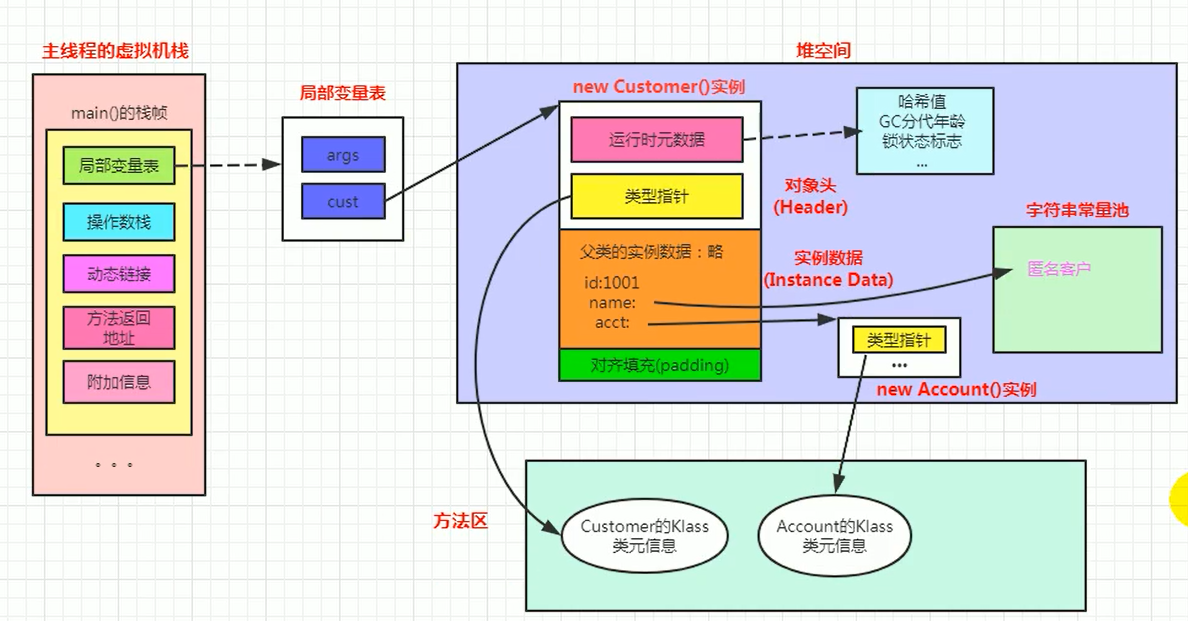 主线程的虚拟机栈
main()的栈帧
局部变量表
操作数栈
动态链接
方法返回
地址
附加信息
。。。
局部变量表
args
cust
堆空间
new Customer()实例
运行时元数据
类型指针
哈希值
GC分代年龄
锁状态标志
...
对象头
(Header)
父类的实例数据：略
id:1001
name:
acct:
实例数据
(Instance Data)
对齐填充(padding)
字符串常量池
匿名客户
类型指针
...
new Account()实例
方法区
Customer的Klass
类元信息
Account的Klass
类元信息